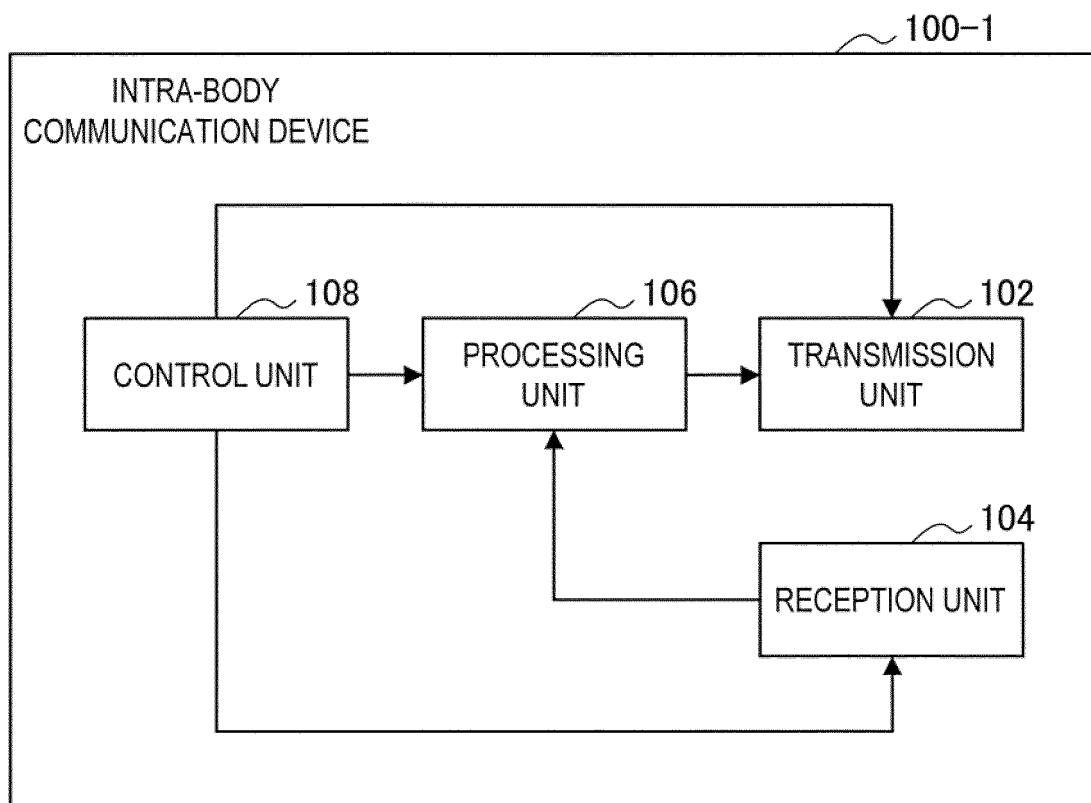 100-1
INTRA-BODY
COMMUNICATION DEVICE
108
106
102
CONTROL UNIT
PROCESSING
UNIT
TRANSMISSION
UNIT
104
RECEPTION UNIT